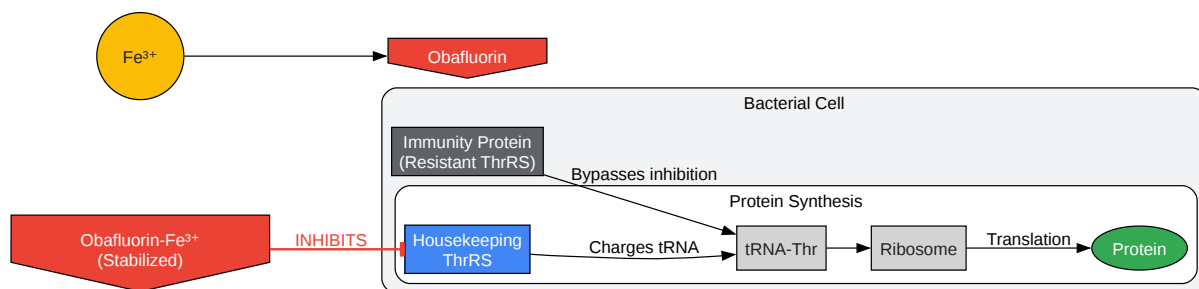 Fe³⁺
Obafluorin
Bacterial Cell
Immunity Protein
(Resistant ThrRS)
Bypasses inhibition
Protein Synthesis
Obafluorin-Fe³⁺
(Stabilized)
INHIBITS
Housekeeping
ThrRS
Charges tRNA
tRNA-Thr
Ribosome
Translation
Protein